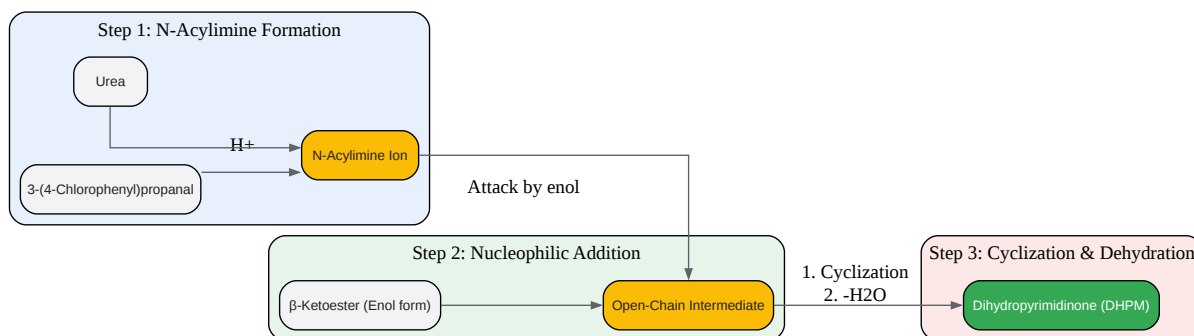 Step 1: N-Acylimine Formation
Urea
H+
N-Acylimine Ion
3-(4-Chlorophenyl)propanal
Attack by enol
Step 2: Nucleophilic Addition
β-Ketoester (Enol form)
Open-Chain Intermediate
1. Cyclization
2. -H2O
Step 3: Cyclization & Dehydration
Dihydropyrimidinone (DHPM)